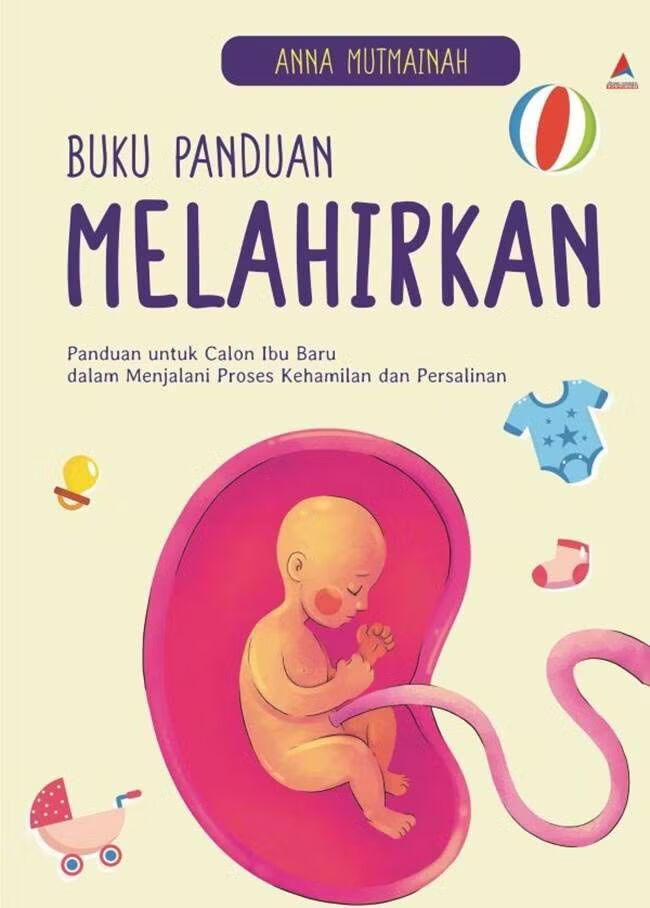 ANNA MUTMAINAH
BUKU PANDUAN
MELAHIRKAN
Panduan untuk Calon Ibu Baru
dalam Menjalani Proses Kehamilan dan Persalinan